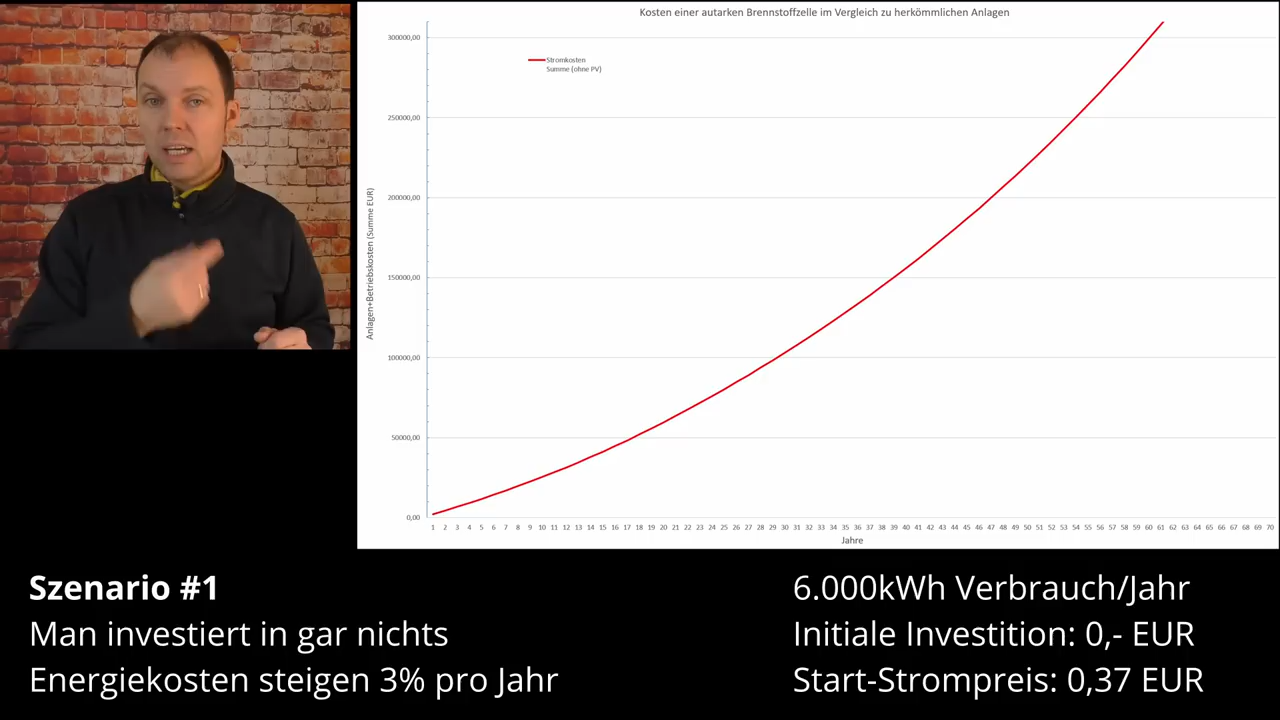 Kosten einer autarken Brennstoffzelle im Vergleich zu herkömmlichen Anlagen
Stromkosten
Summe (ohne PV)
Anlagen+Betriebskosten (Summe EUR)
300000,00
250000,00
200000,00
150000,00
100000,00
50000,00
0,00
1 2 3 4 5 6 7 8 9 10 11 12 13 14 15 16 17 18 19 20 21 22 23 24 25 26 27 28 29 30 31 32 33 34 35 36 37 38 39 40 41 42 43 44 45 46 47 48 49 50 51 52 53 54 55 56 57 58 59 60 61 62 63 64 65 66 67 68 69 70
Jahre
Szenario #1
Man investiert in gar nichts
Energiekosten steigen 3% pro Jahr
6.000kWh Verbrauch/Jahr
Initiale Investition: 0,- EUR
Start-Strompreis: 0,37 EUR